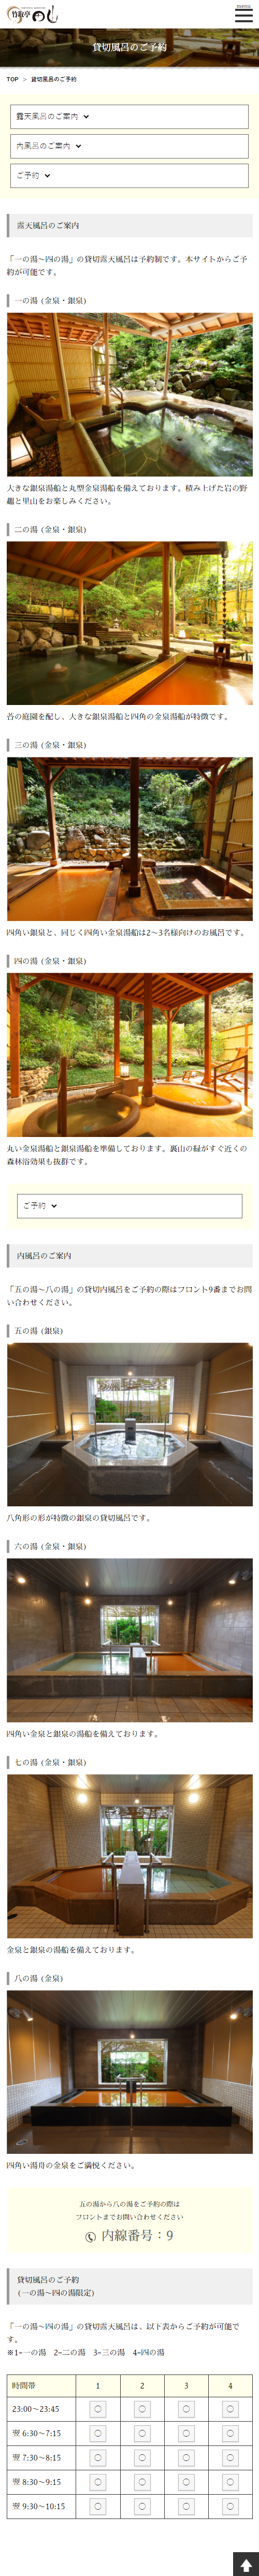 竹取亭 円山
menu
貸切風呂のご予約
TOP > 貸切風呂のご予約
露天風呂のご案内
内風呂のご案内
ご予約
露天風呂のご案内
「一の湯~四の湯」の貸切露天風呂は予約制です。本サイトからご予
約が可能です。
一の湯 (金泉・銀泉)
大きな銀泉湯船と丸型金泉湯船を備えております。積み上げた岩の野
趣と里山をお楽しみください。
二の湯 (金泉・銀泉)
苔の庭園を配し、大きな銀泉湯船と四角の金泉湯船が特徴です。
三の湯 (金泉・銀泉)
四角い銀泉と、同じく四角い金泉湯船は2~3名様向けのお風呂です。
四の湯 (金泉・銀泉)
丸い金泉湯船と銀泉湯船を準備しております。裏山の緑がすぐ近くの
森林浴効果も抜群です。
ご予約
内風呂のご案内
「五の湯~八の湯」の貸切内風呂をご予約の際はフロント9番までお問
い合わせください。
五の湯 (銀泉)
八角形の形が特徴の銀泉の貸切風呂です。
六の湯 (金泉・銀泉)
四角い金泉と銀泉の湯船を備えております。
七の湯 (金泉・銀泉)
金泉と銀泉の湯船を備えております。
八の湯 (金泉)
四角い湯舟の金泉をご満悦ください。
五の湯から八の湯をご予約の際は
フロントまでお問い合わせください
内線番号:9
貸切風呂のご予約
(一の湯~四の湯限定)
「一の湯~四の湯」の貸切露天風呂は、以下表からご予約が可能で
す。
※1=一の湯 2=二の湯 3=三の湯 4=四の湯
時間帯 1 2 3 4
23:00~23:45 ○ ○ ○ ○
翌 6:30~7:15 ○ ○ ○ ○
翌 7:30~8:15 ○ ○ ○ ○
翌 8:30~9:15 ○ ○ ○ ○
翌 9:30~10:15 ○ ○ ○ ○